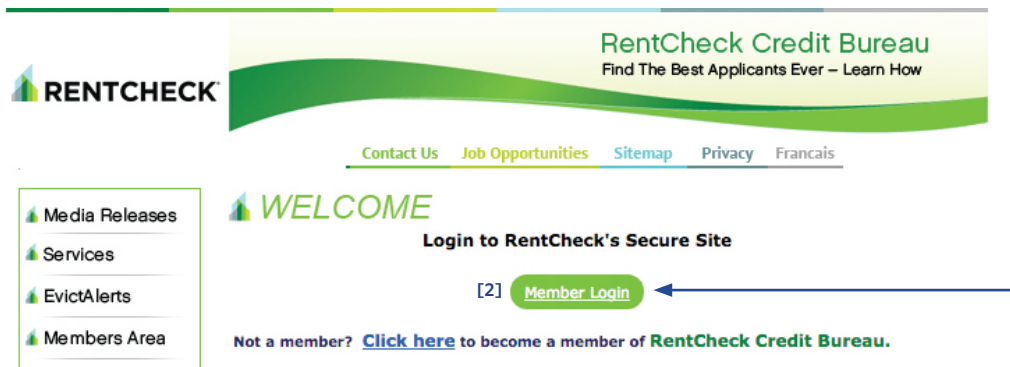 RentCheck Credit Bureau
Find The Best Applicants Ever – Learn How
RENTCHECK
Contact Us Job Opportunities Sitemap Privacy Francais
Media Releases
Services
EvictAlerts
Members Area
WELCOME
Login to RentCheck's Secure Site
[2] Member Login
Not a member? Click here to become a member of RentCheck Credit Bureau.